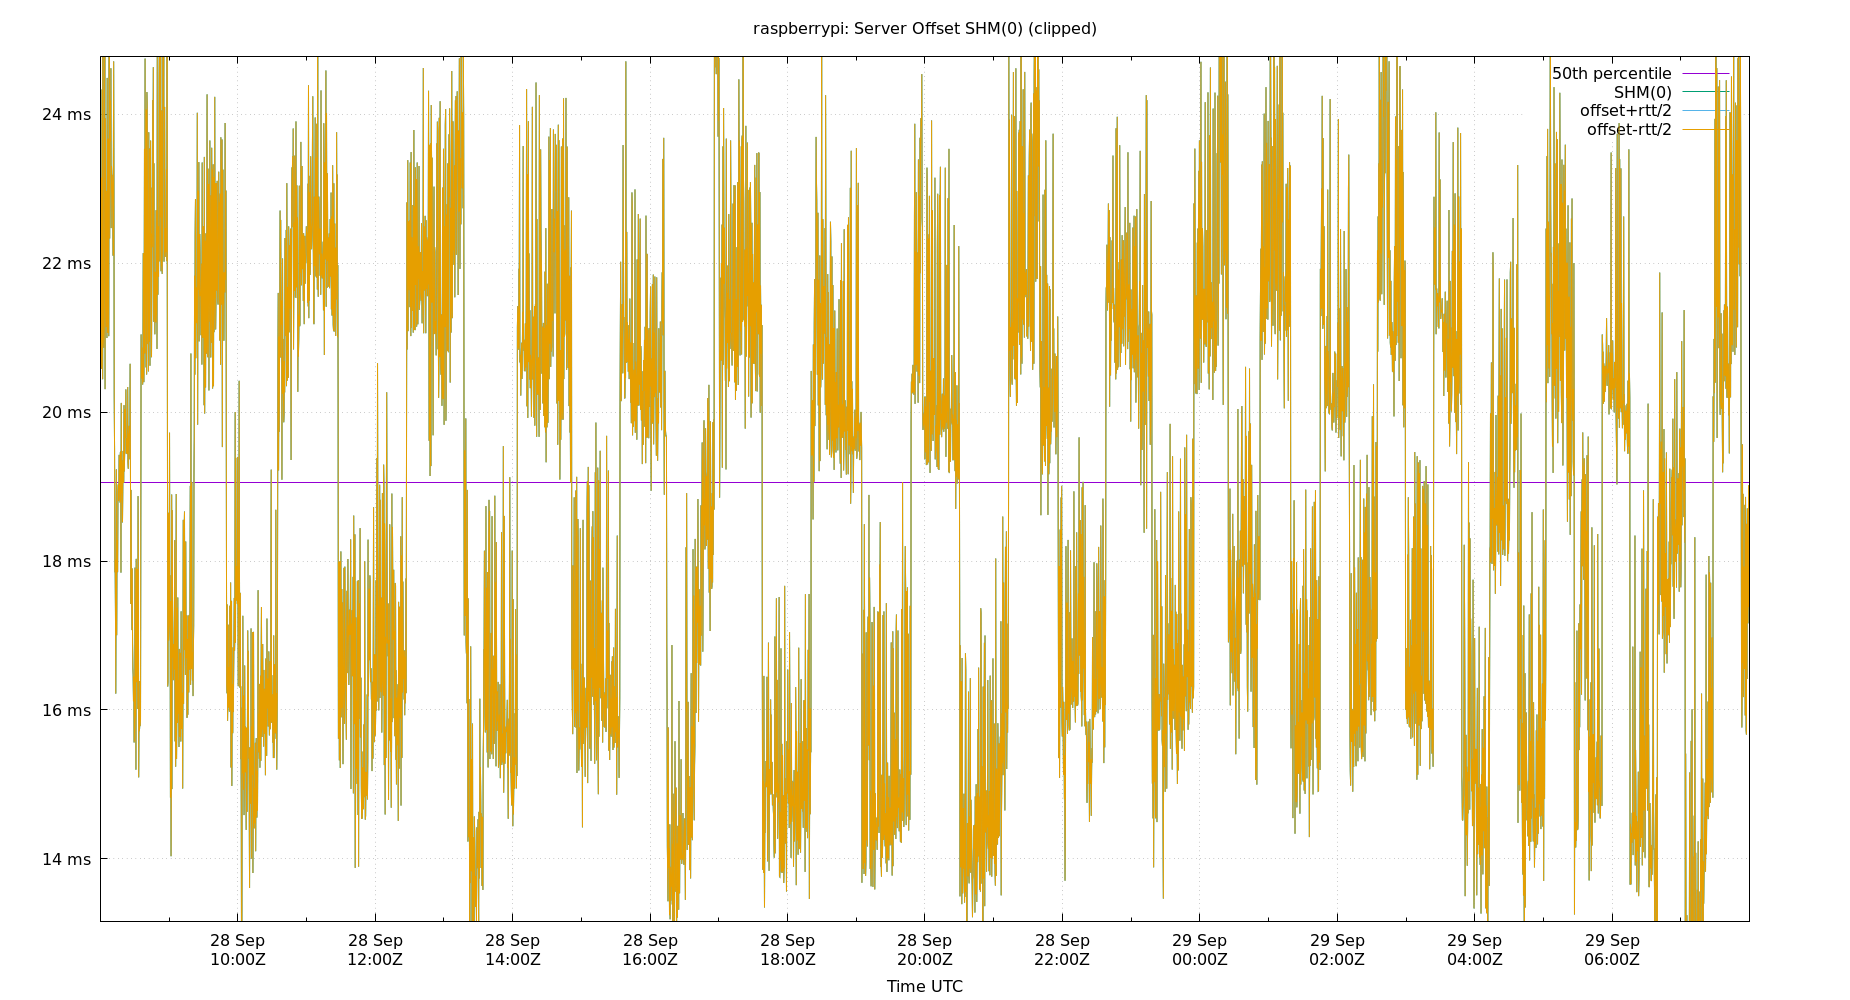 raspberrypi: Server Offset SHM(0) (clipped)
50th percentile
SHM(0)
offset+rtt/2
offset-rtt/2
24 ms
22 ms
20 ms
18 ms
16 ms
14 ms
28 Sep 28 Sep 28 Sep 28 Sep 28 Sep 28 Sep 28 Sep 29 Sep 29 Sep 29 Sep 29 Sep
10:00Z 12:00Z 14:00Z 16:00Z 18:00Z 20:00Z 22:00Z 00:00Z 02:00Z 04:00Z 06:00Z
Time UTC